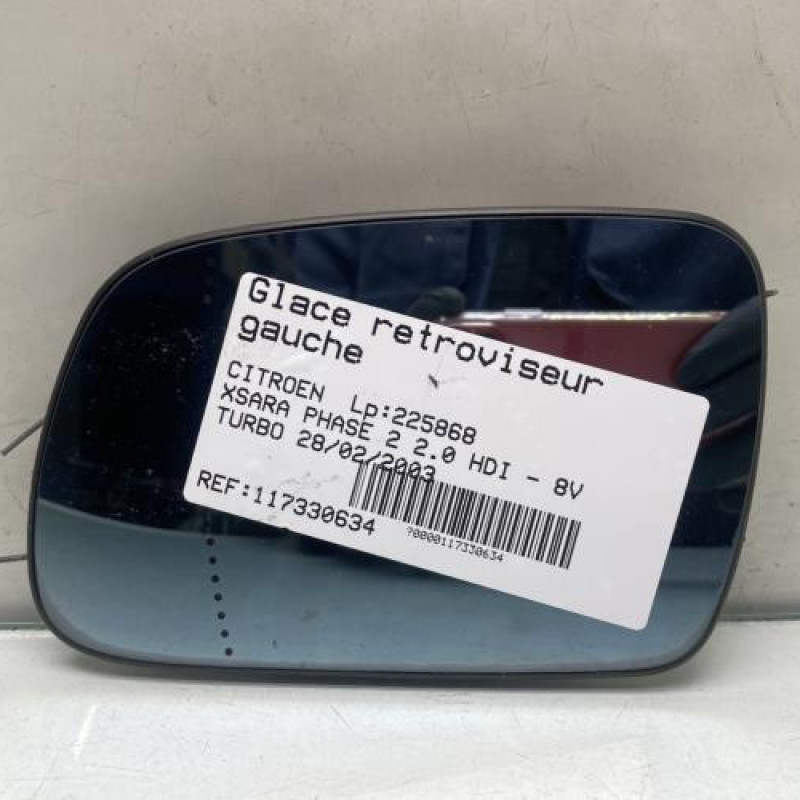 Glace retroviseur
gauche
CITROEN Lp:225868
XSARA PHASE 2 2.0 HDI - 8V
TURBO 28/02/2003
REF:117330634
?0000117330634